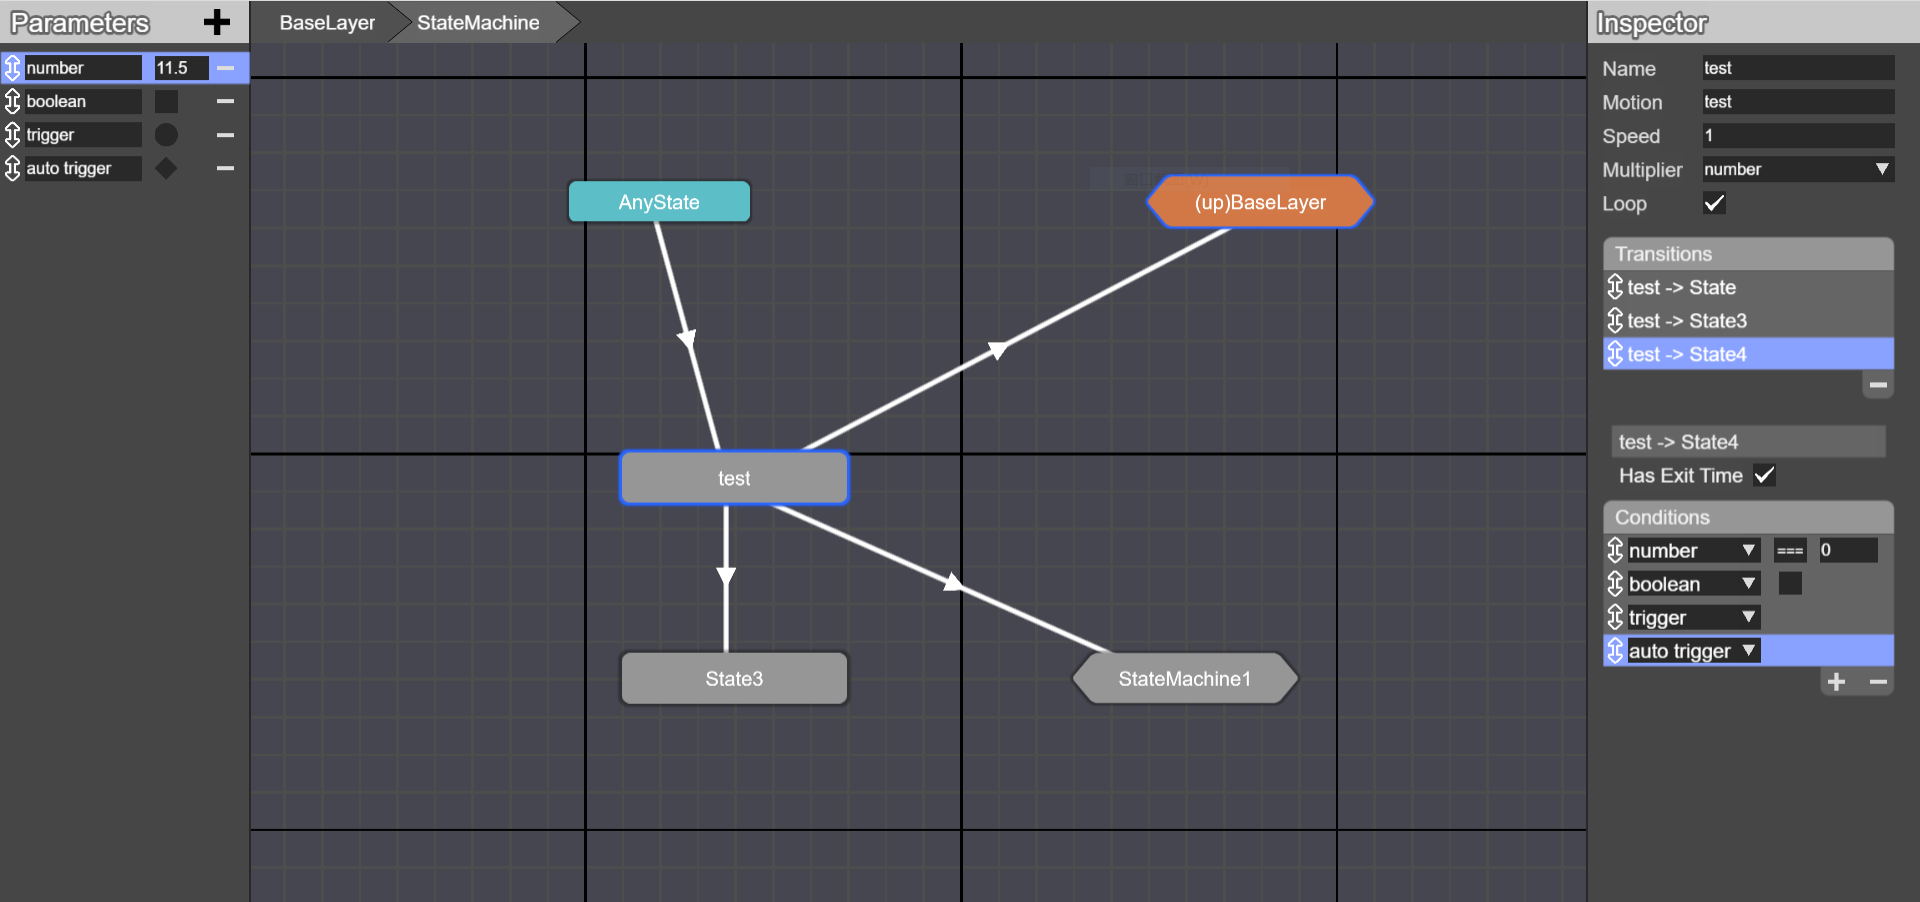 Parameters
number 11.5
boolean
trigger
auto trigger
BaseLayer StateMachine
AnyState
(up)BaseLayer
test
State3
StateMachine1
Inspector
Name test
Motion test
Speed 1
Multiplier number
Loop
Transitions
test -> State
test -> State3
test -> State4
test -> State4
Has Exit Time
Conditions
number === 0
boolean
trigger
auto trigger